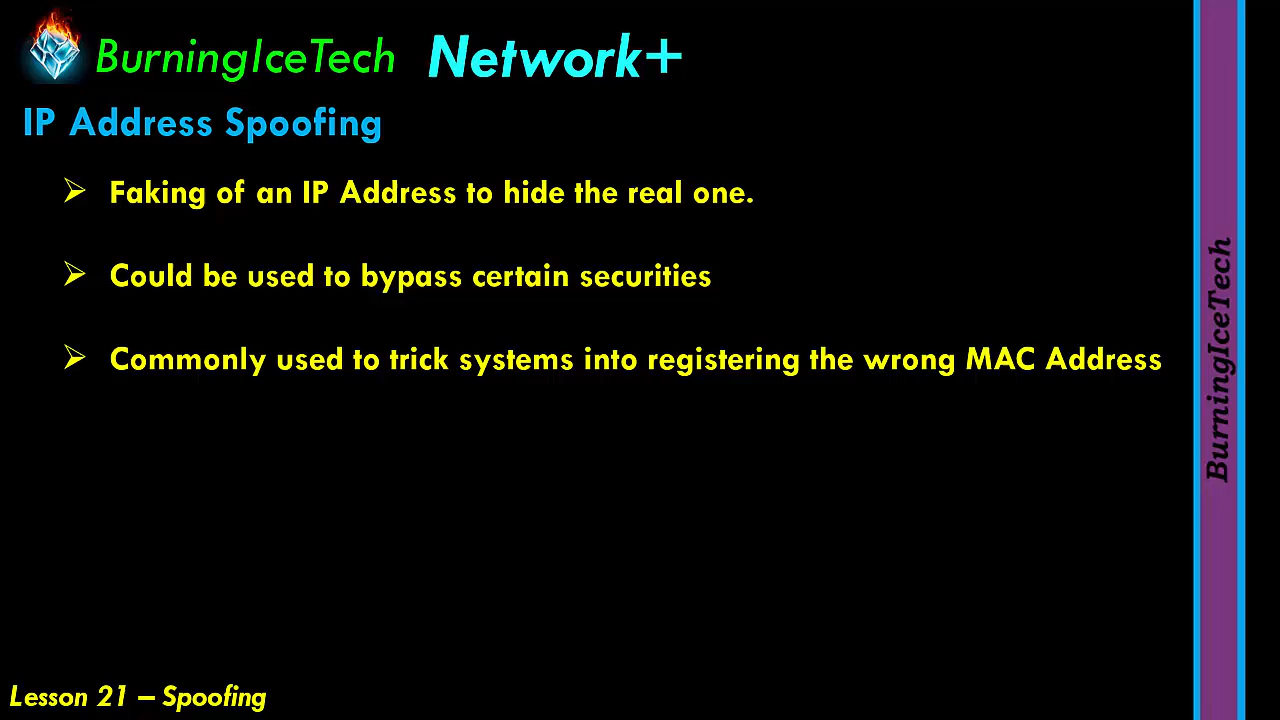 BurningIceTech Network+
IP Address Spoofing
Faking of an IP Address to hide the real one.
Could be used to bypass certain securities
Commonly used to trick systems into registering the wrong MAC Address
BurningIceTech
Lesson 21 – Spoofing